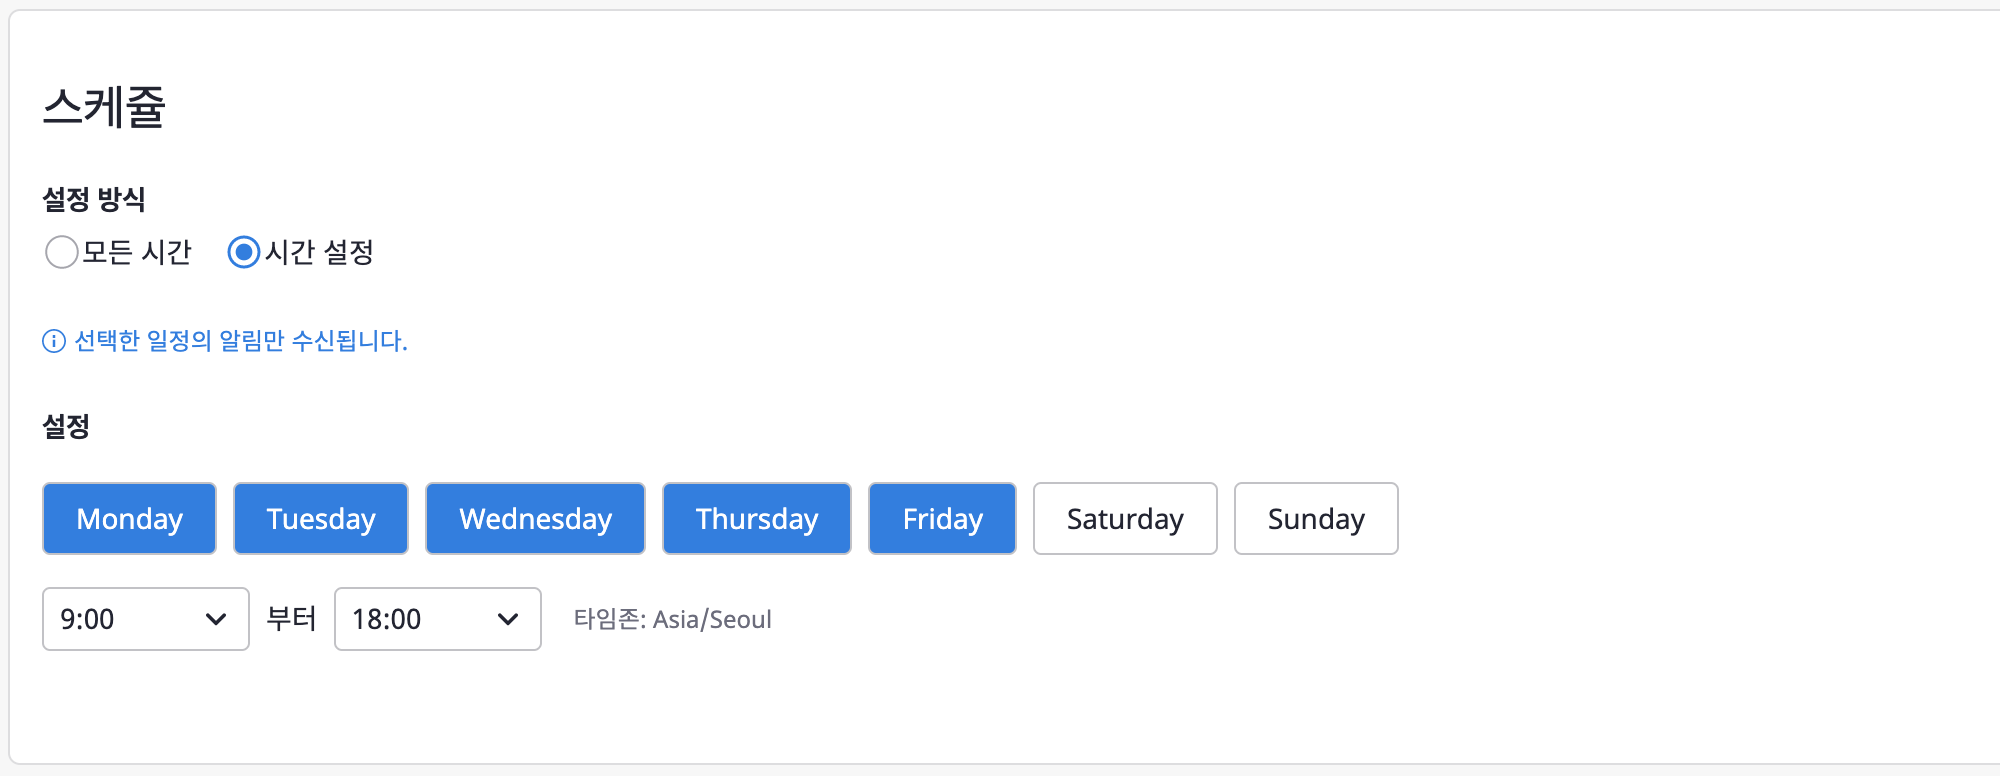 스케쥴
설정 방식
모든 시간 시간 설정
선택한 일정의 알림만 수신됩니다.
설정
Monday Tuesday Wednesday Thursday Friday Saturday Sunday
9:00 부터 18:00 타임존: Asia/Seoul